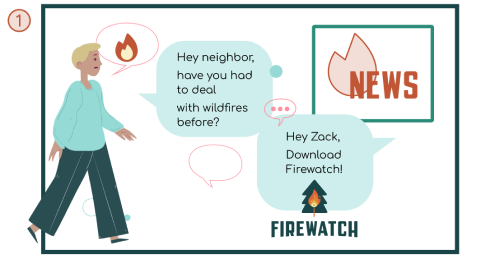 1
Hey neighbor,
have you had
to deal
with wildfires
before?
NEWS
Hey Zack,
Download
Firewatch!
FIREWATCH